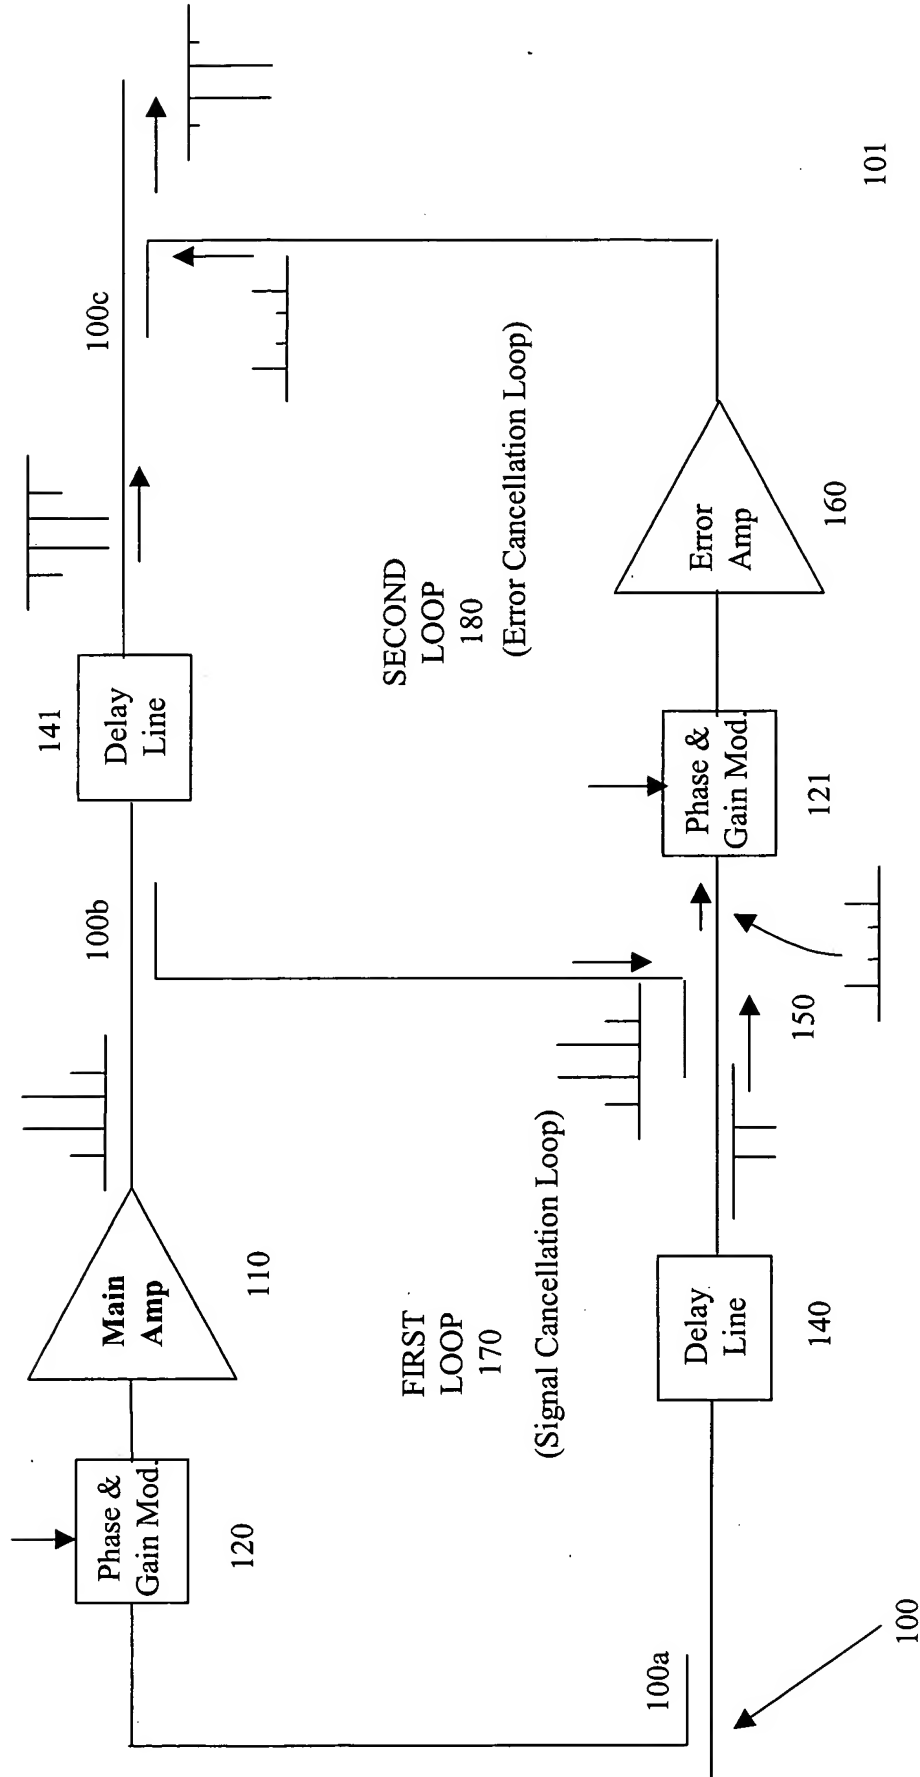 Phase &
Gain Mod.
120
Main
Amp
110
100b
141
Delay
Line
100c
FIRST
LOOP
170
(Signal Cancellation Loop)
SECOND
LOOP
180
(Error Cancellation Loop)
100a
100
Delay
Line
140
150
Phase &
Gain Mod.
121
Error
Amp
160
101